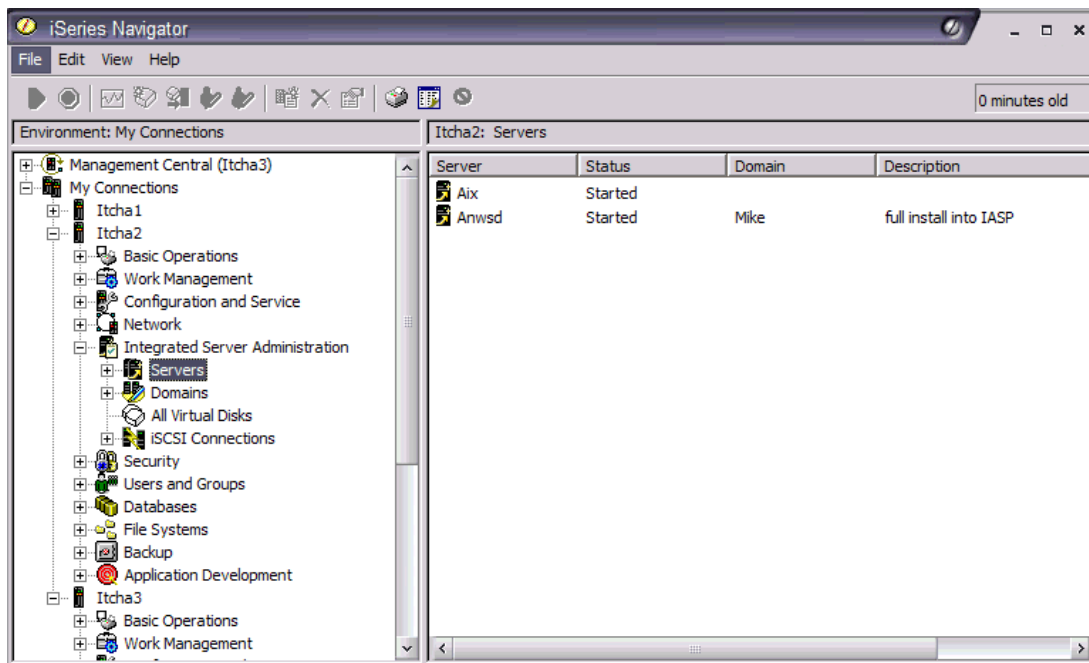 iSeries Navigator
File Edit View Help
0 minutes old
Environment: My Connections
Itcha2: Servers
Management Central (Itcha3)
My Connections
Itcha1
Itcha2
Basic Operations
Work Management
Configuration and Service
Network
Integrated Server Administration
Servers
Domains
All Virtual Disks
iSCSI Connections
Security
Users and Groups
Databases
File Systems
Backup
Application Development
Itcha3
Basic Operations
Work Management
Server Status Domain Description
Aix Started
Anwsd Started Mike full install into IASP